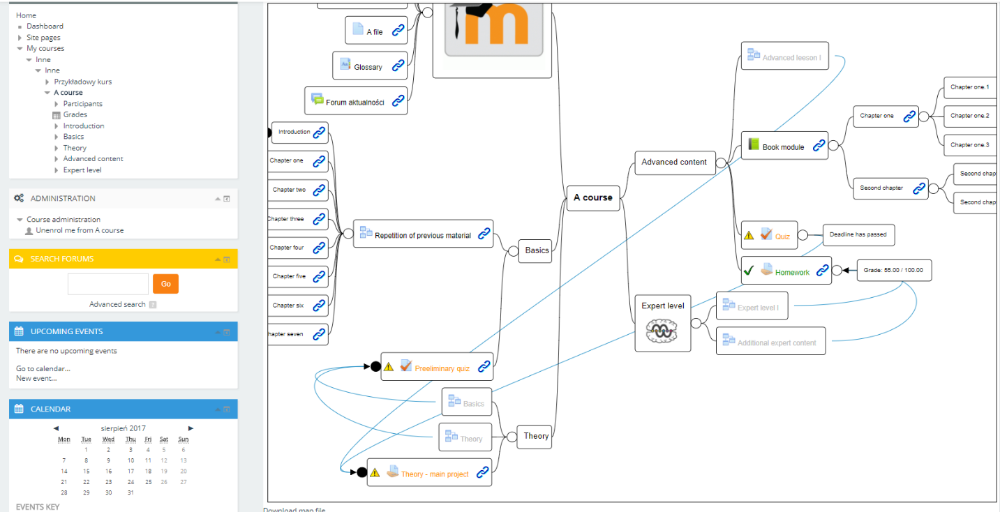 Home
Dashboard
Site pages
My courses
Inne
Inne
Przykładowy kurs
A course
Participants
Grades
Introduction
Basics
Theory
Advanced content
Expert level
ADMINISTRATION
Course administration
Unenrol me from A course
SEARCH FORUMS
Go
Advanced search ?
UPCOMING EVENTS
There are no upcoming events
Go to calendar...
New event...
CALENDAR
◄ sierpień 2017 ►
Mon Tue Wed Thu Fri Sat Sun
1 2 3 4 5 6
7 8 9 10 11 12 13
14 15 16 17 18 19 20
21 22 23 24 25 26 27
28 29 30 31
EVENTS KEY
A file
Glossary
Forum aktualności
Introduction
Chapter one
Chapter two
Chapter three
Chapter four
Chapter five
Chapter six
hapter seven
Repetition of previous material
Basics
Preeliminary quiz
Basics
Theory
Theory
Theory - main project
A course
Advanced content
Advanced leeson I
Book module
Chapter one
Chapter one.1
Chapter one.2
Chapter one.3
Second chapter
Second chap
Second chap
Quiz
Deadline has passed
Homework
Grade: 55.00 / 100.00
Expert level
Expert level I
Additional expert content
Download map file